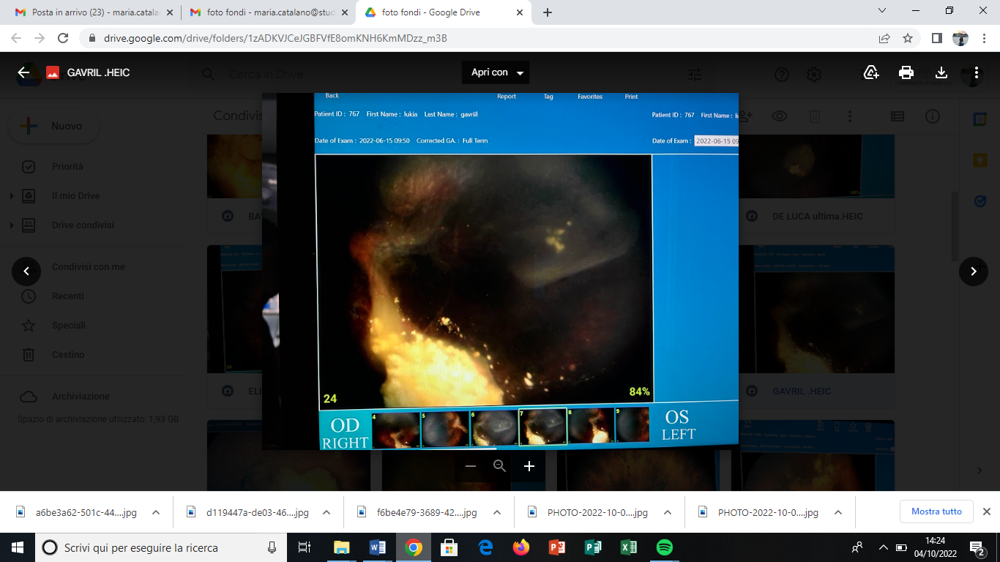 Posta in arrivo (23) - maria.catala
foto fondi - maria.catalano@stud
foto fondi - Google Drive
drive.google.com/drive/folders/1zADKVJCeJGBFVfE8omKNH6KmMDzz_m3B
GAVRIL .HEIC
Cerca in Drive
Apri con
Nuovo
Condivis
Priorità
Il mio Drive
Drive condivisi
Condivisi con me
Recenti
Speciali
Cestino
Archiviazione
Spazio di archiviazione utilizzato: 1,93 GB
Back
Report
Tag
Favorites
Print
Patient ID : 767 First Name : lukia Last Name : gavriil
Patient ID : 767 First Name :
Date of Exam : 2022-06-15 09:50 Corrected GA. : Full Term
Date of Exam : 2022-06-15 09
DE LUCA ultima.HEIC
GAVRIL .HEIC
24
84%
OD
RIGHT
4
5
6
7
8
9
OS
LEFT
a6be3a62-501c-44....jpg
d119447a-de03-46....jpg
f6be4e79-3689-42....jpg
PHOTO-2022-10-0....jpg
PHOTO-2022-10-0....jpg
Mostra tutto
Scrivi qui per eseguire la ricerca
14:24
04/10/2022
2